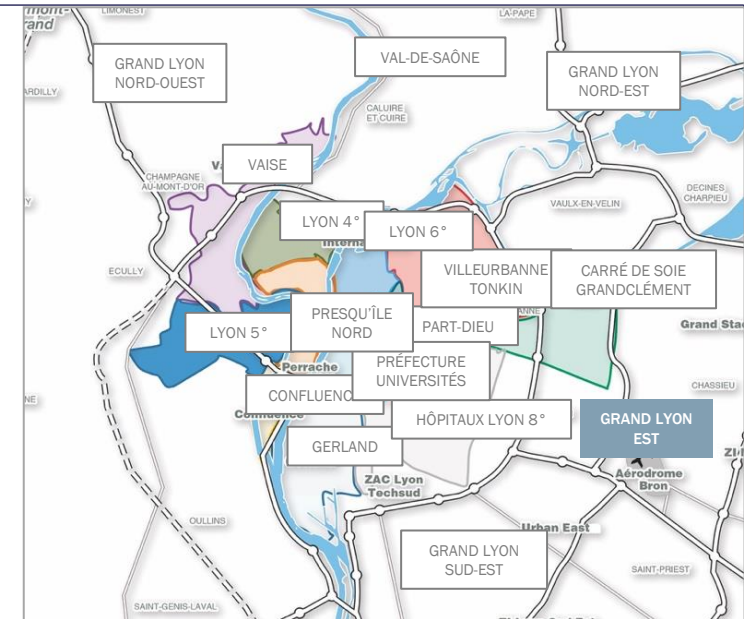 LIMONEST
LA-PAPE
GRAND LYON
NORD-OUEST
VAL-DE-SAÔNE
GRAND LYON
NORD-EST
CALUIRE
ET CUIRE
VAISE
CHAMPAGNE
AU-MONT-D'OR
DECINES
CHARPIEU
VAULX-EN-VELIN
LYON 4°
LYON 6°
ECULLY
VILLEURBANNE
TONKIN
CARRÉ DE SOIE
GRANDCLÉMENT
PRESQU'ÎLE
NORD
LYON 5°
PART-DIEU
Grand Stad
PRÉFECTURE
UNIVERSITÉS
Perrache
CHASSIEU
CONFLUENC
Confluence
HÔPITAUX LYON 8°
GRAND LYON
EST
GERLAND
ZAC Lyon
Techsud
Aérodrome
Bron
OULLINS
Urban East
GRAND LYON
SUD-EST
SAINT-PRIEST
SAINT-GENIS-LAVAL